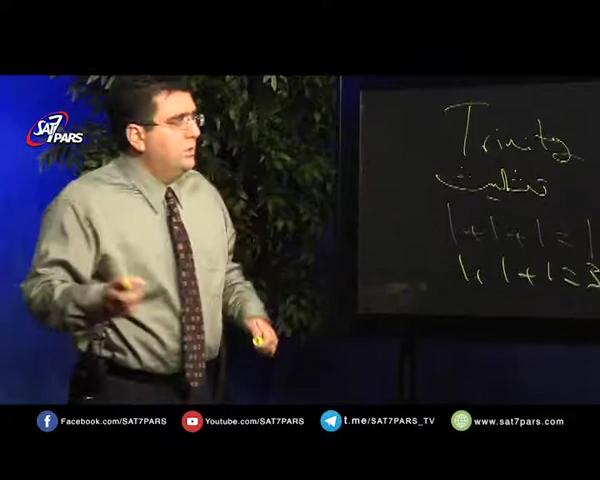 SAT7
PARS
Trinity
تثلیث
1+1+1=1
1+1+1=3
Facebook.com/SAT7PARS
Youtube.com/SAT7PARS
t.me/SAT7PARS_TV
www.sat7pars.com